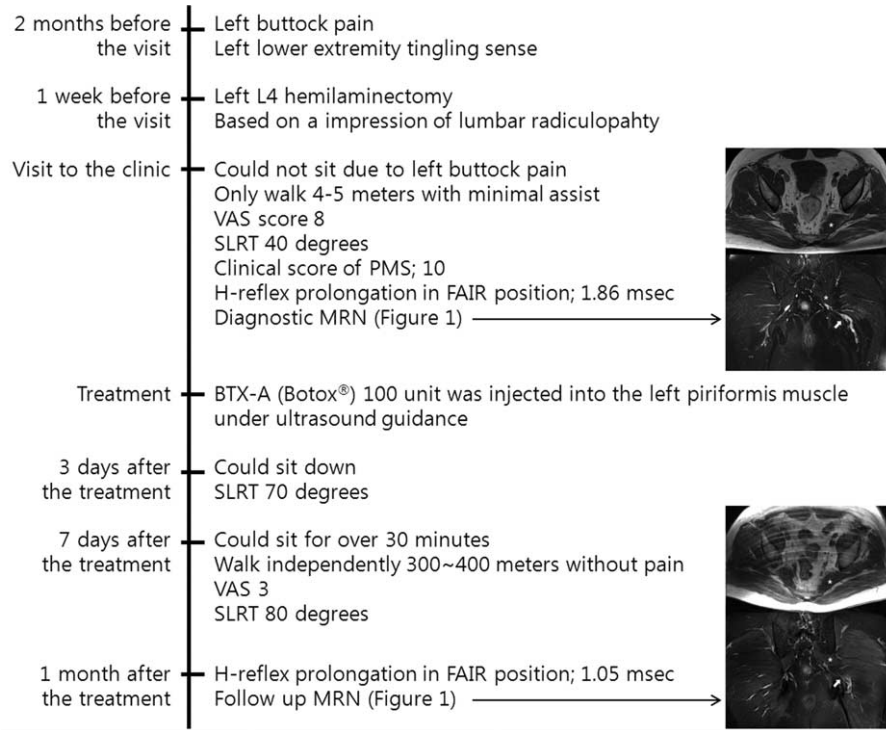 2 months before
the visit
Left buttock pain
Left lower extremity tingling sense
1 week before
the visit
Left L4 hemilaminectomy
Based on a impression of lumbar radiculopahty
Visit to the clinic
Could not sit due to left buttock pain
Only walk 4-5 meters with minimal assist
VAS score 8
SLRT 40 degrees
Clinical score of PMS; 10
H-reflex prolongation in FAIR position; 1.86 msec
Diagnostic MRN (Figure 1)
Treatment
BTX-A (Botox®) 100 unit was injected into the left piriformis muscle
under ultrasound guidance
3 days after
the treatment
Could sit down
SLRT 70 degrees
7 days after
the treatment
Could sit for over 30 minutes
Walk independently 300~400 meters without pain
VAS 3
SLRT 80 degrees
1 month after
the treatment
H-reflex prolongation in FAIR position; 1.05 msec
Follow up MRN (Figure 1)